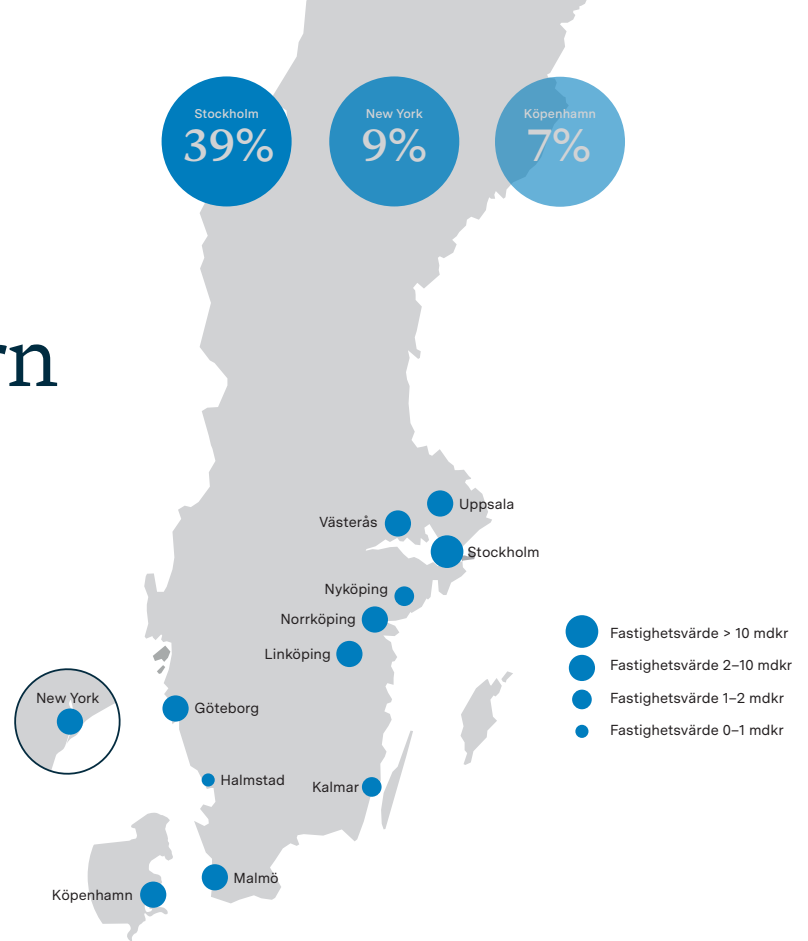 Stockholm
39%
New York
9%
Köpenhamn
7%
Uppsala
Västerås
Stockholm
Nyköping
Norrköping
Linköping
Göteborg
New York
Halmstad
Kalmar
Malmö
Köpenhamn
Fastighetsvärde > 10 mdkr
Fastighetsvärde 2–10 mdkr
Fastighetsvärde 1–2 mdkr
Fastighetsvärde 0–1 mdkr